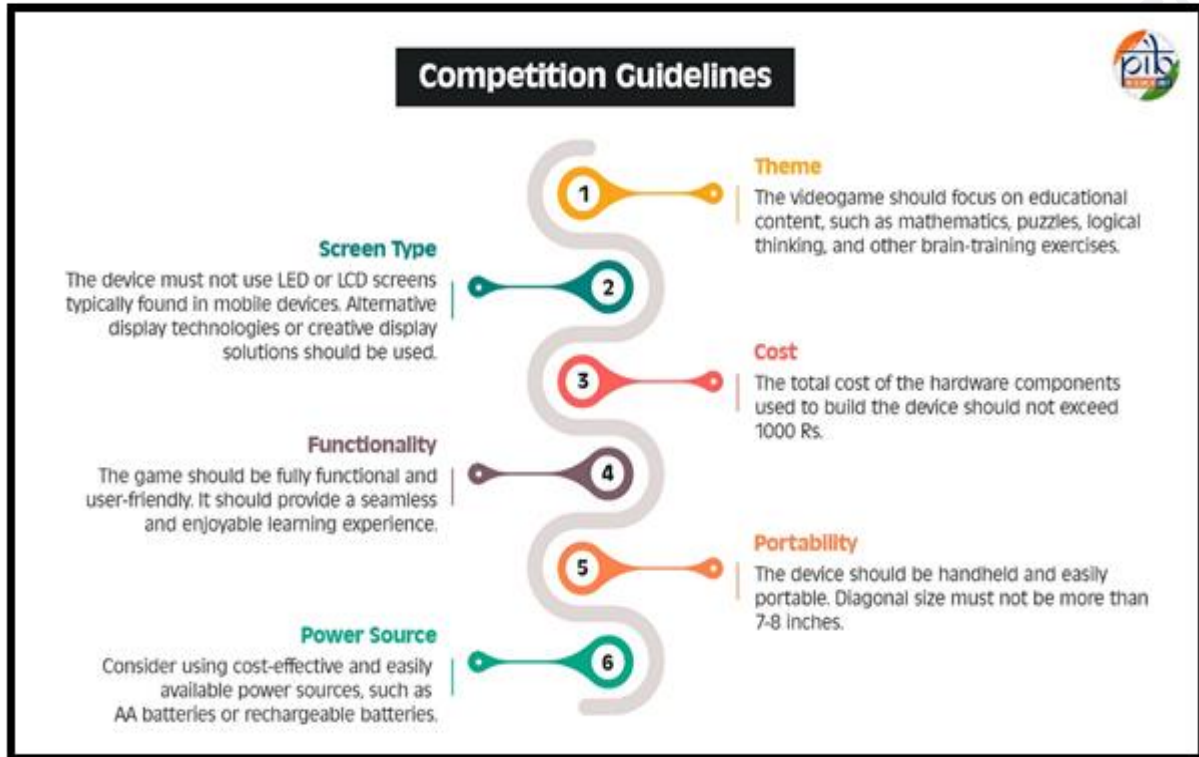 Competition Guidelines
pib
1
Theme
The videogame should focus on educational
content, such as mathematics, puzzles, logical
thinking, and other brain-training exercises.
Screen Type
The device must not use LED or LCD screens
typically found in mobile devices. Alternative
display technologies or creative display
solutions should be used.
2
3
Cost
The total cost of the hardware components
used to build the device should not exceed
1000 Rs.
Functionality
The game should be fully functional and
user-friendly. It should provide a seamless
and enjoyable learning experience.
4
5
Portability
The device should be handheld and easily
portable. Diagonal size must not be more than
7-8 inches.
Power Source
Consider using cost-effective and easily
available power sources, such as
AA batteries or rechargeable batteries.
6